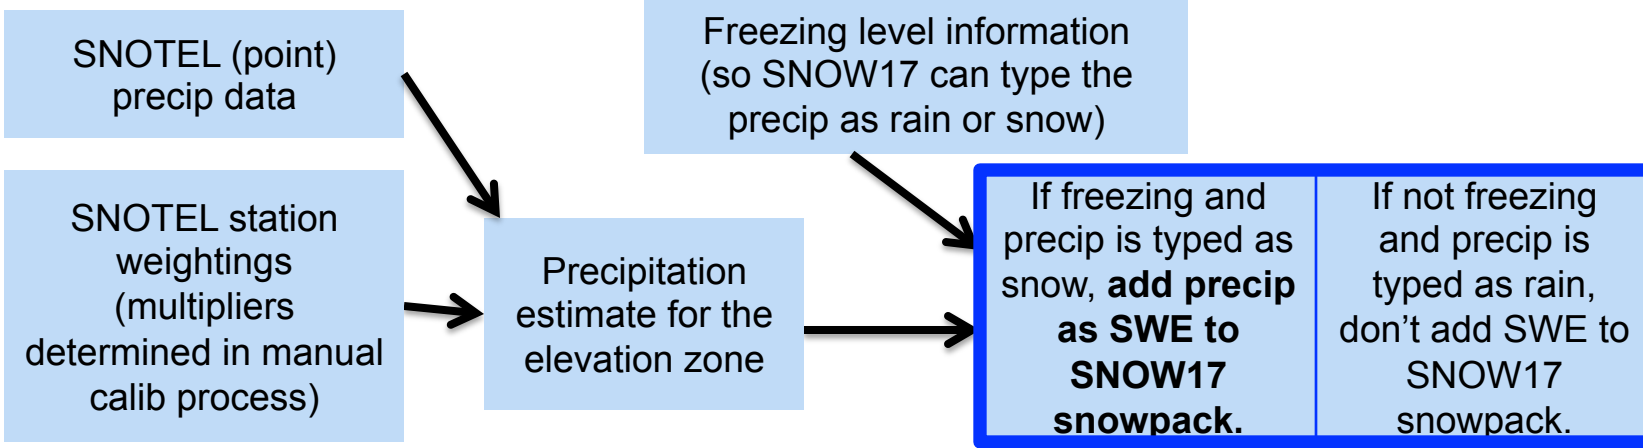 SNOTEL (point)
precip data
Freezing level information
(so SNOW17 can type the
precip as rain or snow)
SNOTEL station
weightings
(multipliers
determined in manual
calib process)
Precipitation
estimate for the
elevation zone
If freezing and
precip is typed as
snow, add precip
as SWE to
SNOW17
snowpack.
If not freezing
and precip is
typed as rain,
don’t add SWE to
SNOW17
snowpack.